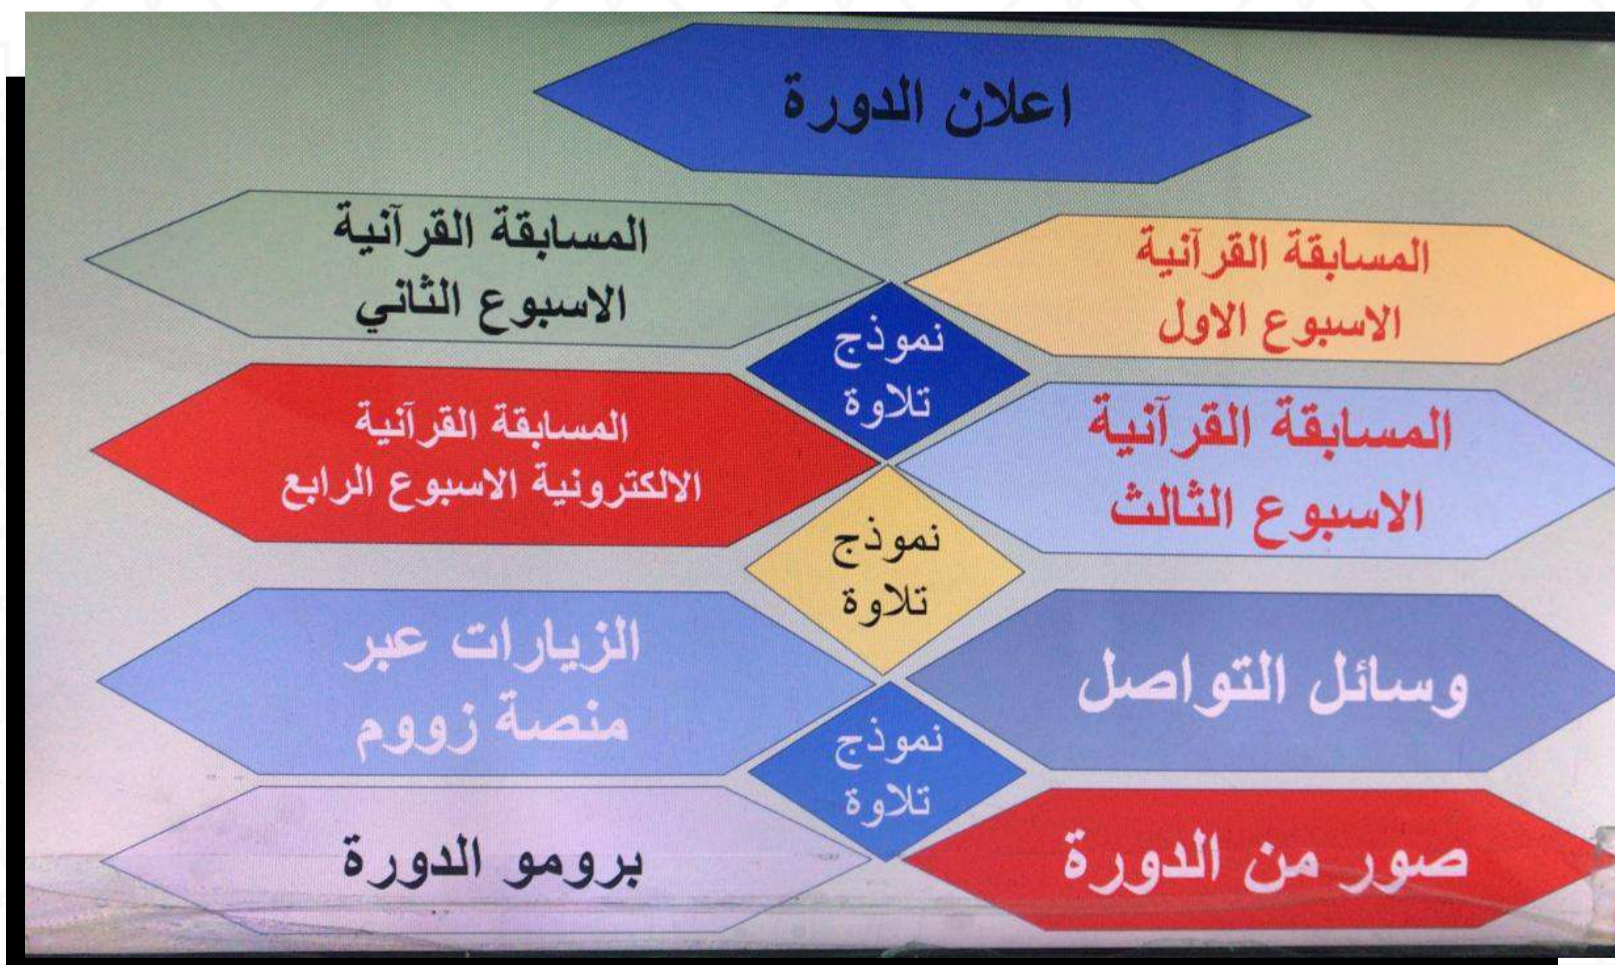 اعلان الدورة
المسابقة القرآنية
الاسبوع الاول
المسابقة القرآنية
الاسبوع الثاني
نموذج
تلاوة
المسابقة القرآنية
الاسبوع الثالث
المسابقة القرآنية
الالكترونية الاسبوع الرابع
نموذج
تلاوة
وسائل التواصل
الزيارات عبر
منصة زووم
نموذج
تلاوة
صور من الدورة
برومو الدورة